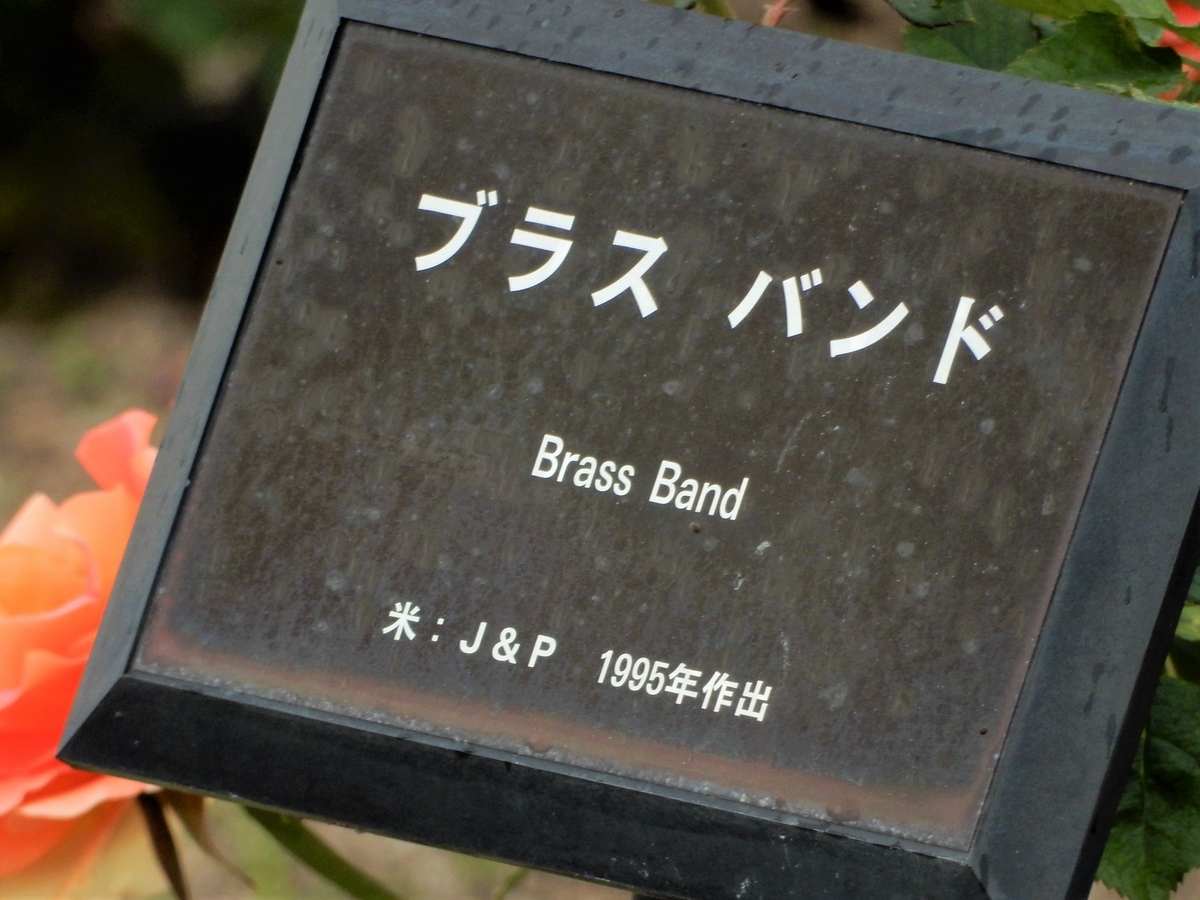 ブラス バンド
Brass Band
米：J＆P　1995年作出